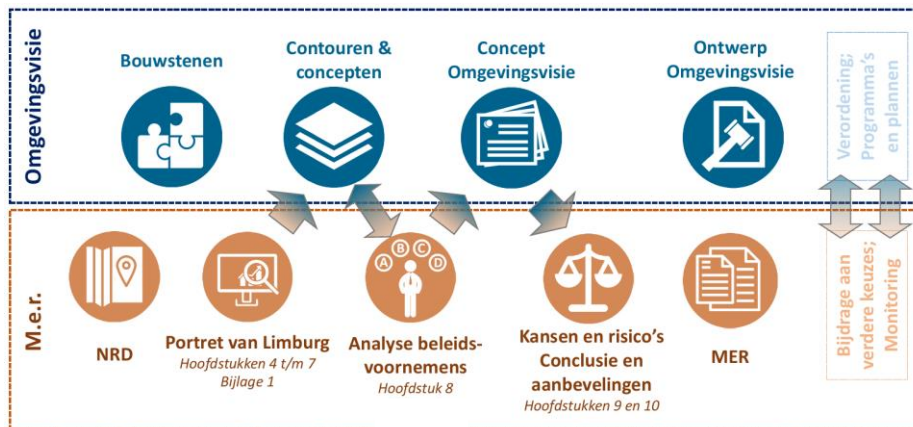 Omgevingsvisie
Bouwstenen
Contouren &
concepten
Concept
Omgevingsvisie
Ontwerp
Omgevingsvisie
Verordening;
Programma's
en plannen
M.e.r.
NRD
Portret van Limburg
Hoofdstukken 4 t/m 7
Bijlage 1
A B C D
Analyse beleids-
voornemens
Hoofdstuk 8
Kansen en risico's
Conclusie en
aanbevelingen
Hoofdstukken 9 en 10
MER
Bijdrage aan
verdere keuzes;
Monitoring